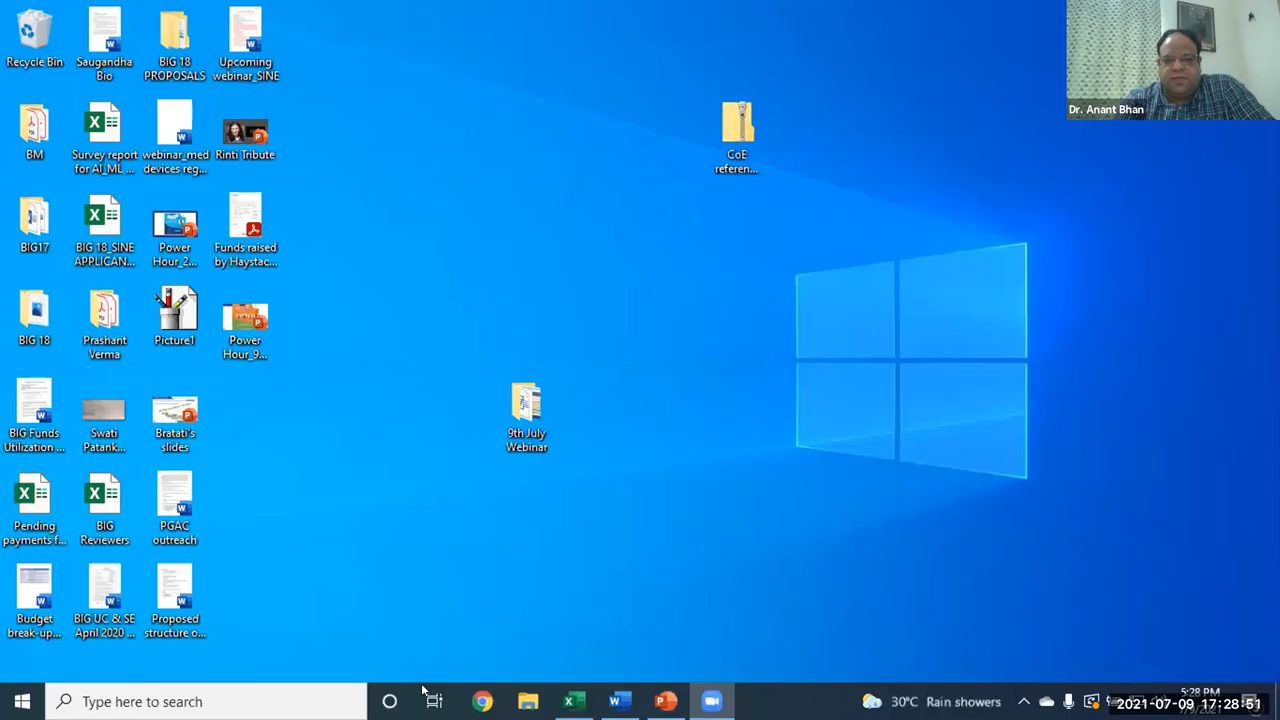 Recycle Bin
Saugandha
Bio
BIG 18
PROPOSALS
Upcoming
webinar_SINE
Dr. Anant Bhan
BM
Survey report
for AI_ML ...
webinar_med
devices reg...
Rinti Tribute
CoE
referen...
BIG17
BIG 18_SINE
APPLICAN...
Power
Hour_2...
Funds raised
by Haystac...
BIG 18
Prashant
Verma
Picture1
Power
Hour_9...
BIG Funds
Utilization ...
Swati
Patank...
Bratati's
slides
9th July
Webinar
Pending
payments f...
BIG
Reviewers
PGAC
outreach
Budget
break-up...
BIG UC & SE
April 2020 ...
Proposed
structure o...
Type here to search
30°C Rain showers
5:28 PM
2021-07-09 17:28:51